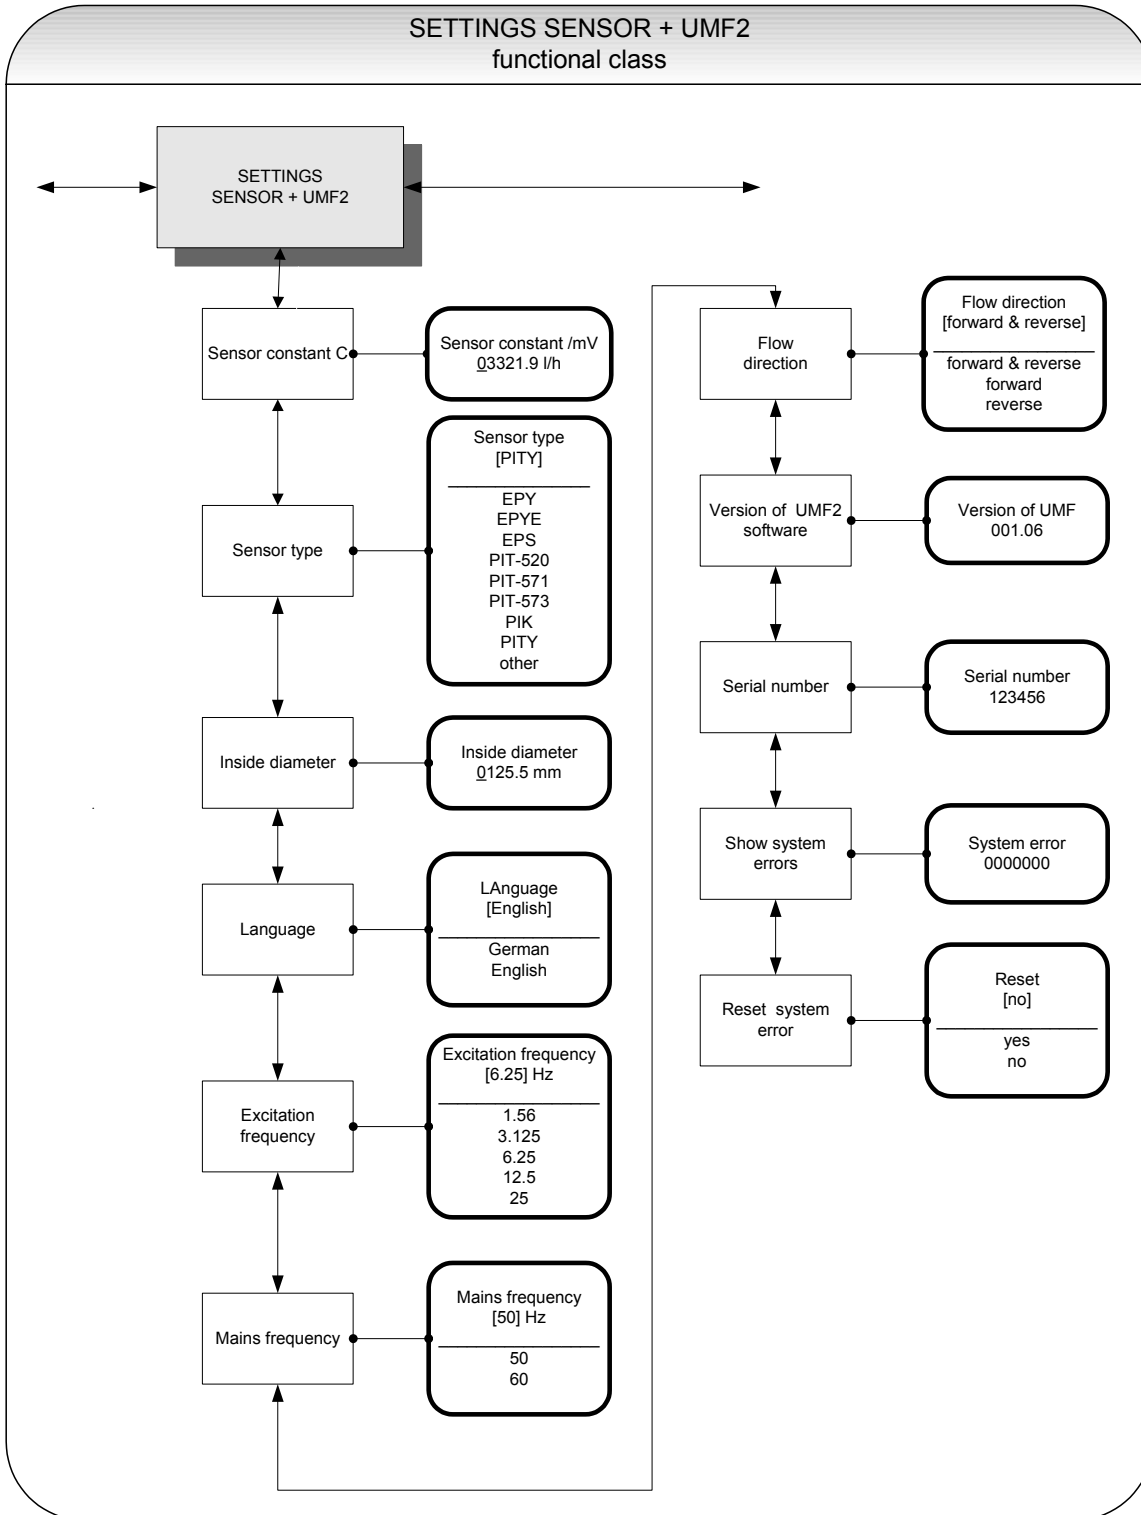 SETTINGS SENSOR + UMF2
functional class
SETTINGS
SENSOR + UMF2
Sensor constant C
Sensor constant /mV
03321.9 l/h
Sensor type
Sensor type
[PITY]
EPY
EPYE
EPS
PIT-520
PIT-571
PIT-573
PIK
PITY
other
Inside diameter
Inside diameter
0125.5 mm
Language
LAnguage
[English]
German
English
Excitation
frequency
Excitation frequency
[6.25] Hz
1.56
3.125
6.25
12.5
25
Mains frequency
Mains frequency
[50] Hz
50
60
Flow
direction
Flow direction
[forward & reverse]
forward & reverse
forward
reverse
Version of UMF2
software
Version of UMF
001.06
Serial number
Serial number
123456
Show system
errors
System error
0000000
Reset system
error
Reset
[no]
yes
no